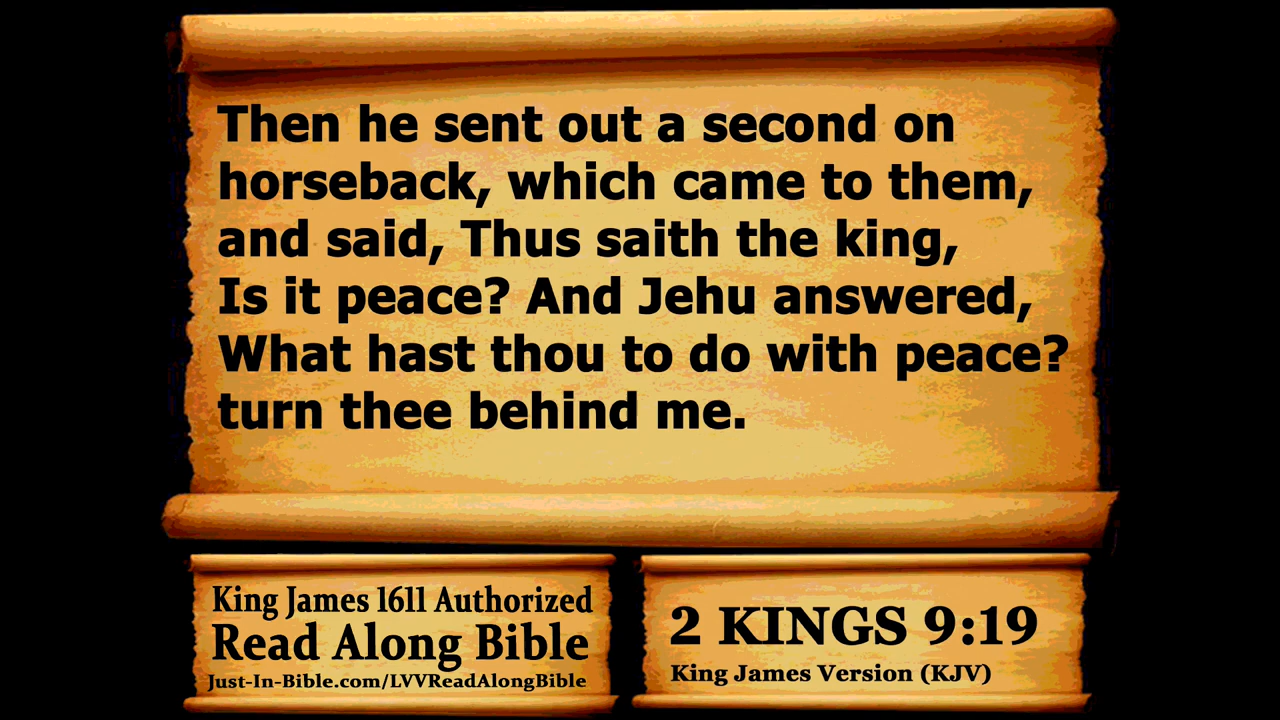 Then he sent out a second on
horseback, which came to them,
and said, Thus saith the king,
Is it peace? And Jehu answered,
What hast thou to do with peace?
turn thee behind me.
King James 1611 Authorized
Read Along Bible
Just-In-Bible.com/LVVReadAlongBible
2 KINGS 9:19
King James Version (KJV)